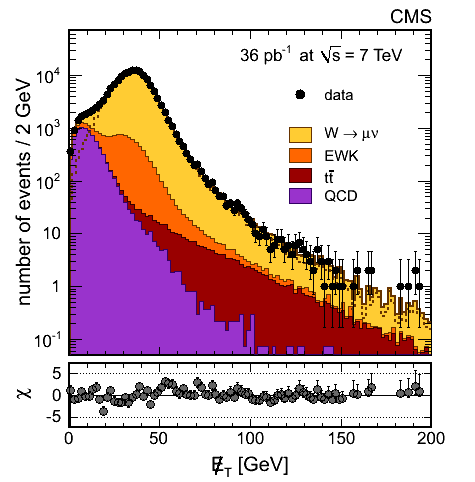 CMS
36 pb⁻¹ at √s = 7 TeV
data
W → μν
EWK
tt̄
QCD
number of events / 2 GeV
10⁴
10³
10²
10
1
10⁻¹
χ
5
0
-5
0 50 100 150 200
E̸_T [GeV]